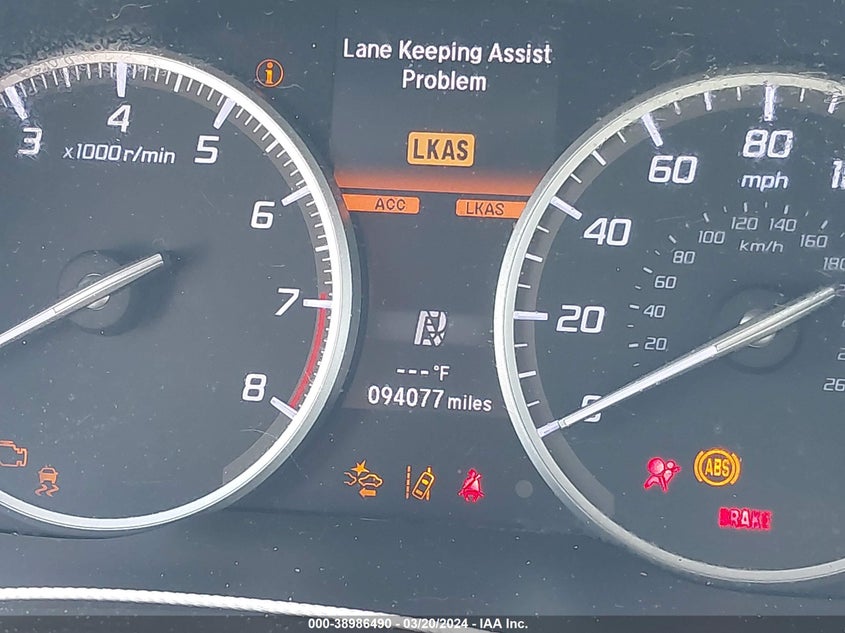 Lane Keeping Assist
Problem
LKAS
ACC
LKAS
3
4
5
6
7
8
x1000 r/min
---°F
094077 miles
0
20
40
60
80
mph
20
40
60
80
100
120
140
160
km/h
ABS
BRAKE
000-38986490 - 03/20/2024 - IAA Inc.